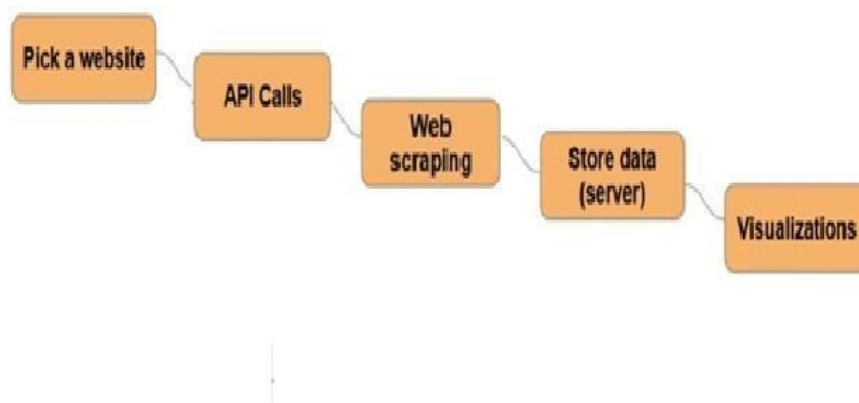 Pick a website
API Calls
Web
scraping
Store data
(server)
Visualizations